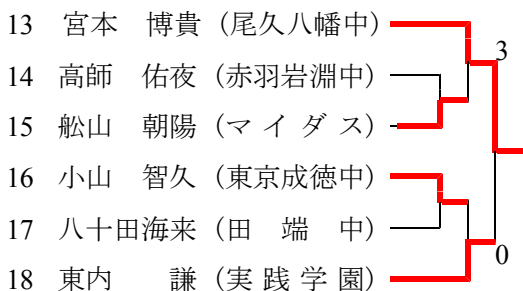 13 宮本 博貴 (尾久八幡中)
3
14 高師 佑夜 (赤羽岩淵中)
15 舩山 朝陽 (マイダス)
16 小山 智久 (東京成徳中)
17 八十田海来 (田 端 中)
0
18 東内 謙 (実践学園)